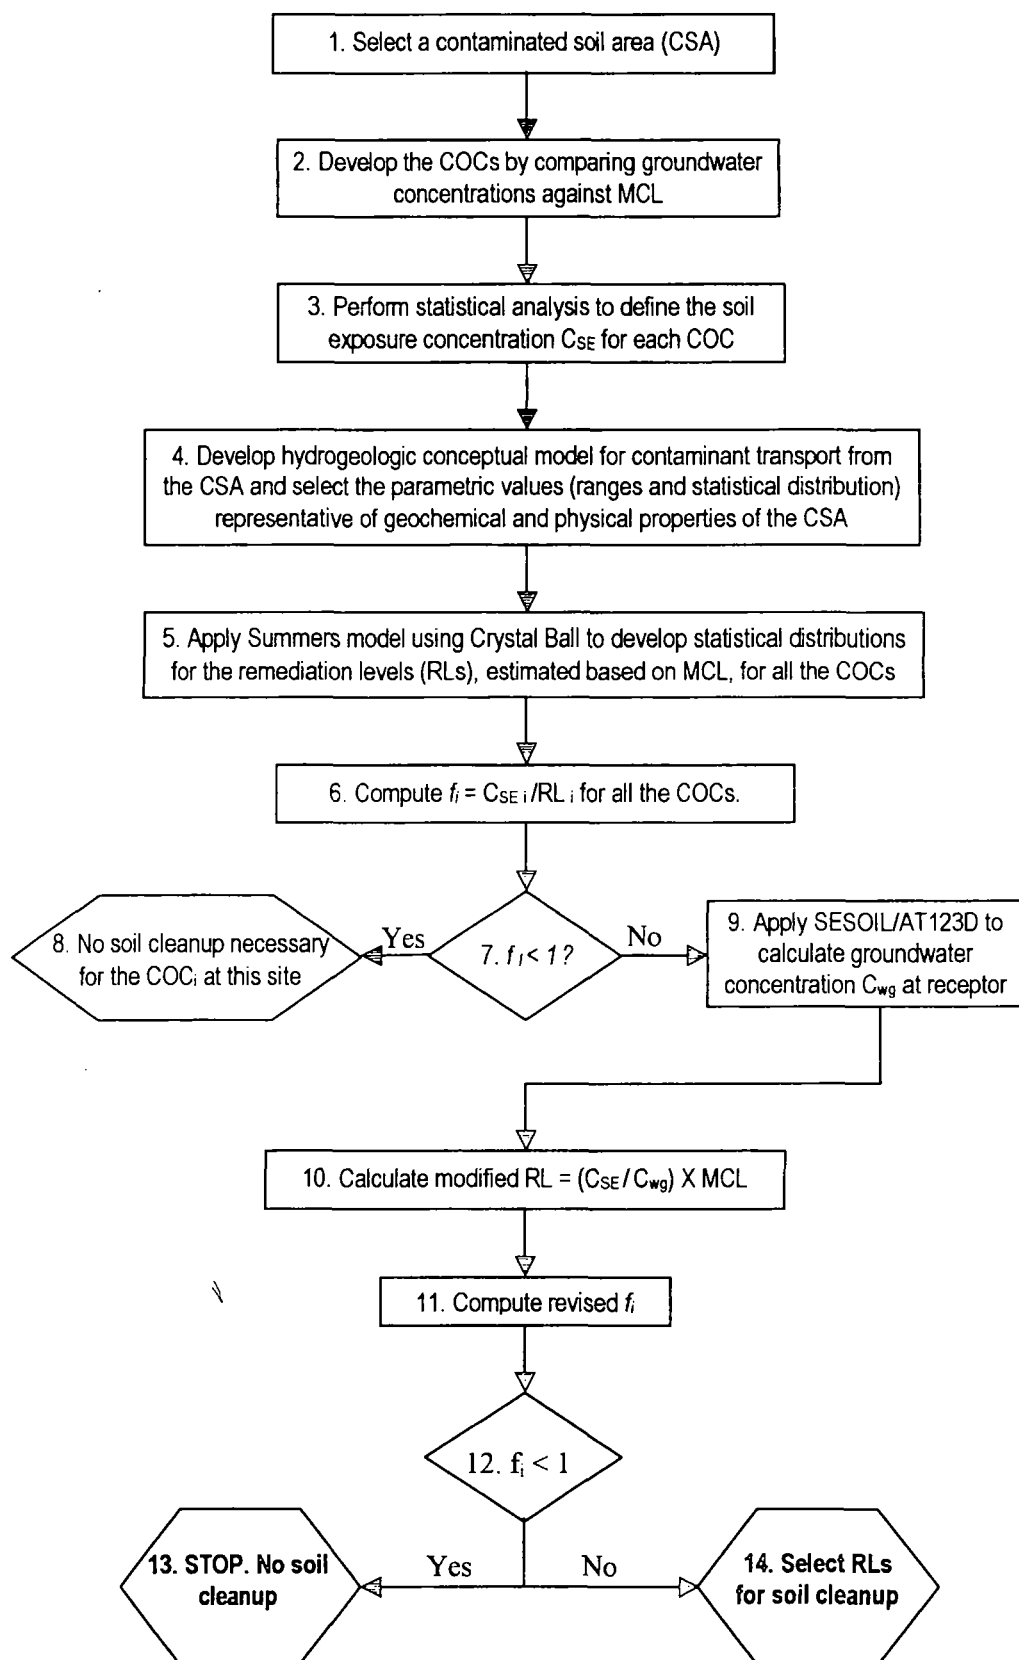 1. Select a contaminated soil area (CSA)
2. Develop the COCs by comparing groundwater
concentrations against MCL
3. Perform statistical analysis to define the soil
exposure concentration CSE for each COC
4. Develop hydrogeologic conceptual model for contaminant transport from
the CSA and select the parametric values (ranges and statistical distribution)
representative of geochemical and physical properties of the CSA
5. Apply Summers model using Crystal Ball to develop statistical distributions
for the remediation levels (RLs), estimated based on MCL, for all the COCs
6. Compute fi = CSE i/RL i for all the COCs.
8. No soil cleanup necessary
for the COCi at this site
Yes
7. fi < 1?
No
9. Apply SESOIL/AT123D to
calculate groundwater
concentration Cwg at receptor
10. Calculate modified RL = (CSE/Cwg) X MCL
11. Compute revised fi
12. fi < 1
13. STOP. No soil
cleanup
Yes
No
14. Select RLs
for soil cleanup